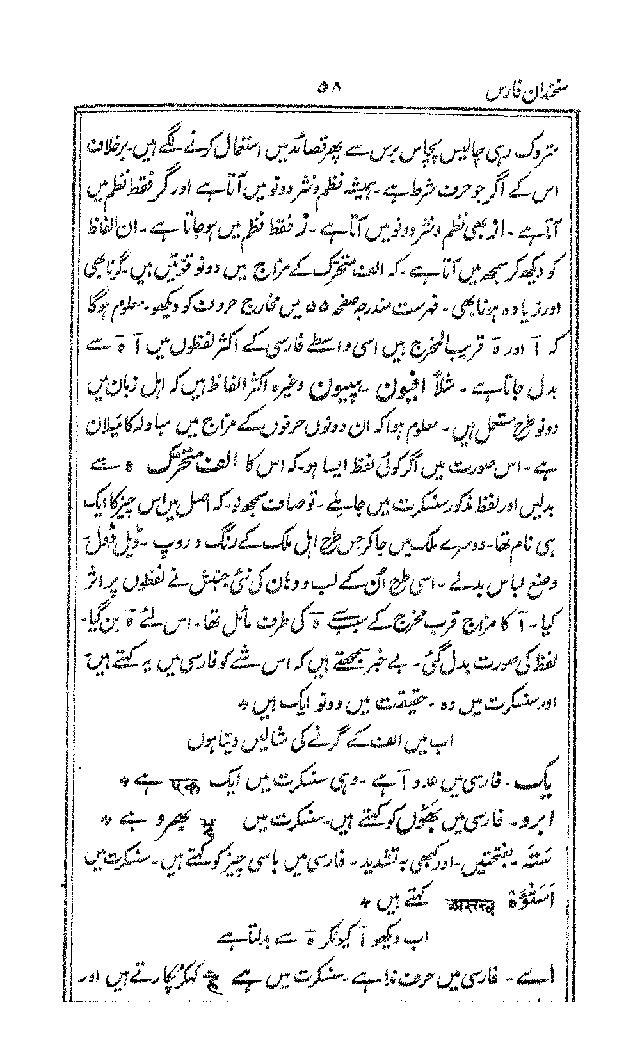 سخندان فارس ۵۸
متروک رہی چالیس پچاس برس سے پھر قصائد میں استعمال کرنے لگے ہیں۔ برخلاف
اس کے اگر جو حرف شرط ہے۔ ہمیشہ نظم و نثر دونو میں آتا ہے اور گر فقط نظم میں
آتا ہے۔ از بھی نظم و نثر دونو میں آتا ہے۔ ز فقط نظم میں ہو جاتا ہے۔ ان الفاظ
کو دیکھ کر سمجھ میں آتا ہے۔ کہ الف متحرک کے مزاج میں دونو قوتیں ہیں۔ گرنا بھی
اور زیادہ ہونا بھی۔ فہرست مندرجہ صفحہ ۵۵ میں مخارج حروف کو دیکھو۔ معلوم ہوگا
کہ آ اور ہ قریب المخرج ہیں اسی واسطے فارسی کے اکثر لفظوں میں آ ہ سے
بدل جاتا ہے۔ مثلاً افیون۔ ہپیون وغیرہ اکثر الفاظ ہیں کہ اہل زبان میں
دونو طرح مستعمل ہیں۔ معلوم ہوا کہ ان دونوں حرفوں کے مزاج میں مبادلہ کا میلان
ہے۔ اس صورت میں اگر کوئی لفظ ایسا ہو۔ کہ اس کا الف متحرک ہ سے
بدلیں اور لفظ مذکور سنسکرت میں جا ملے۔ تو صاف سمجھو۔ کہ اصل میں اس چیز کا ایک
ہی نام تھا۔ دوسرے ملک میں جا کر جس طرح اہل ملک کے رنگ و روپ۔ ڈیل ڈول
وضع لباس بدلے۔ اسی طرح اُن کے لب و دہان کی نئی جنبش نے لفظوں پر اثر
کیا۔ آ کا مزاج قرب مخرج کے سبب سے ہ کی طرف مائل تھا۔ اس لئے ہ بن گیا۔
لفظ کی صورت بدل گئی۔ بے خبر سمجھتے ہیں کہ اس شے کو فارسی میں یہ کہتے ہیں
اور سنسکرت میں وہ۔ حقیقت میں دونو ایک ہیں *
اب میں الف کے گرنے کی مثالیں دیتا ہوں
یک۔ فارسی میں عدد آ ہے۔ وہی سنسکرت میں ایک एक ہے *
ابرو۔ فارسی میں بھَوُں کو کہتے ہیں۔ سنسکرت میں भ्रू بھرو ہے *
بفتحتیں۔ اور کبھی بہ تشدید۔ فارسی میں باسی چیز کو کہتے ہیں۔ سنسکرت میں
کہتے ہیں *
اب دیکھو آ کیونکر ہ سے بدلتا ہے
اے۔ فارسی میں حرف ندا ہے۔ سنسکرت میں ہے हे کہکر پکارتے ہیں اور